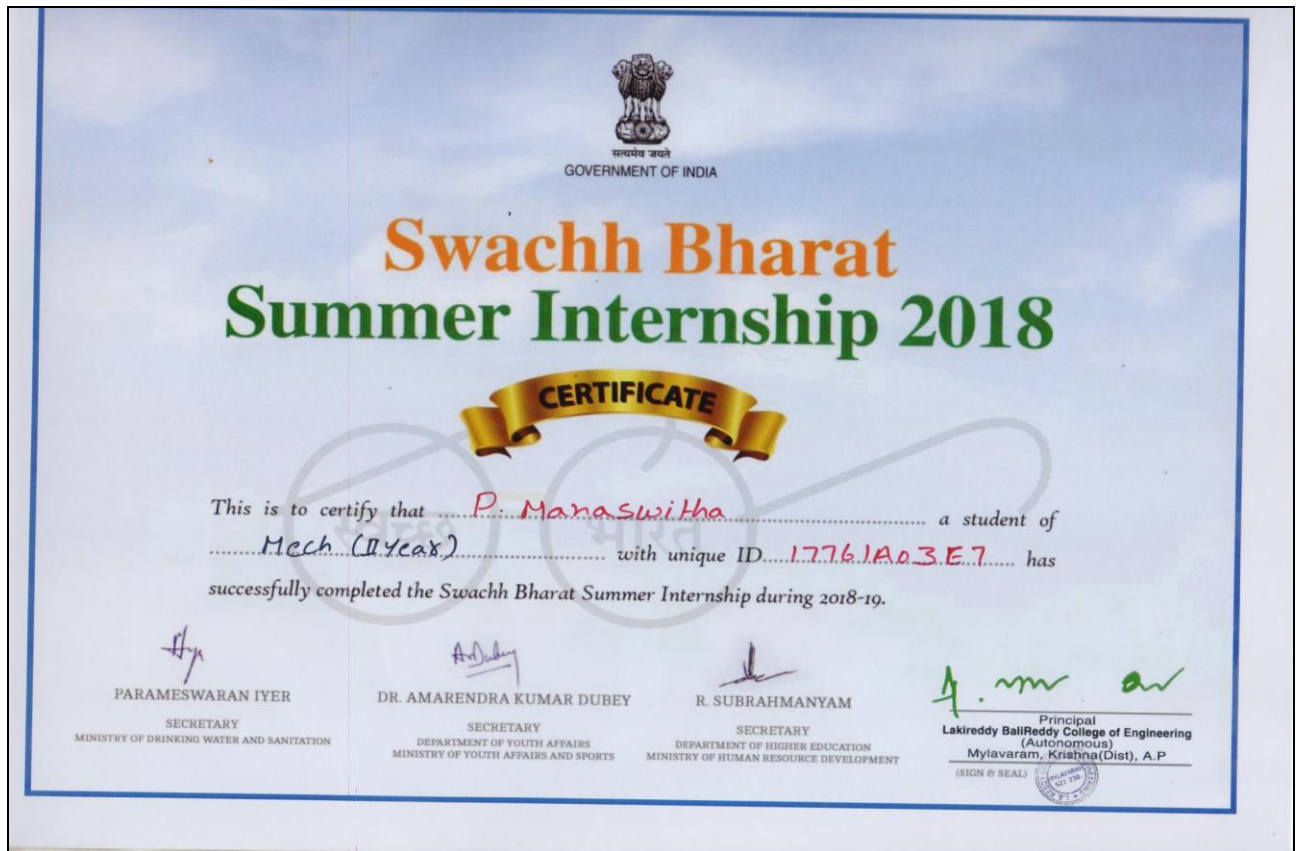 सत्यमेव जयते
GOVERNMENT OF INDIA
Swachh Bharat
Summer Internship 2018
CERTIFICATE
स्वच्छ भारत
This is to certify that ..... P. Manaswitha ..... a student of
..... Mech (II Year) ..... with unique ID..... 17761A03E7 ..... has
successfully completed the Swachh Bharat Summer Internship during 2018-19.
PARAMESWARAN IYER
SECRETARY
MINISTRY OF DRINKING WATER AND SANITATION
A.Dubey
DR. AMARENDRA KUMAR DUBEY
SECRETARY
DEPARTMENT OF YOUTH AFFAIRS
MINISTRY OF YOUTH AFFAIRS AND SPORTS
R. SUBRAHMANYAM
SECRETARY
DEPARTMENT OF HIGHER EDUCATION
MINISTRY OF HUMAN RESOURCE DEVELOPMENT
Principal
Lakireddy BaliReddy College of Engineering
(Autonomous)
Mylavaram, Krishna(Dist), A.P
(SIGN & SEAL)